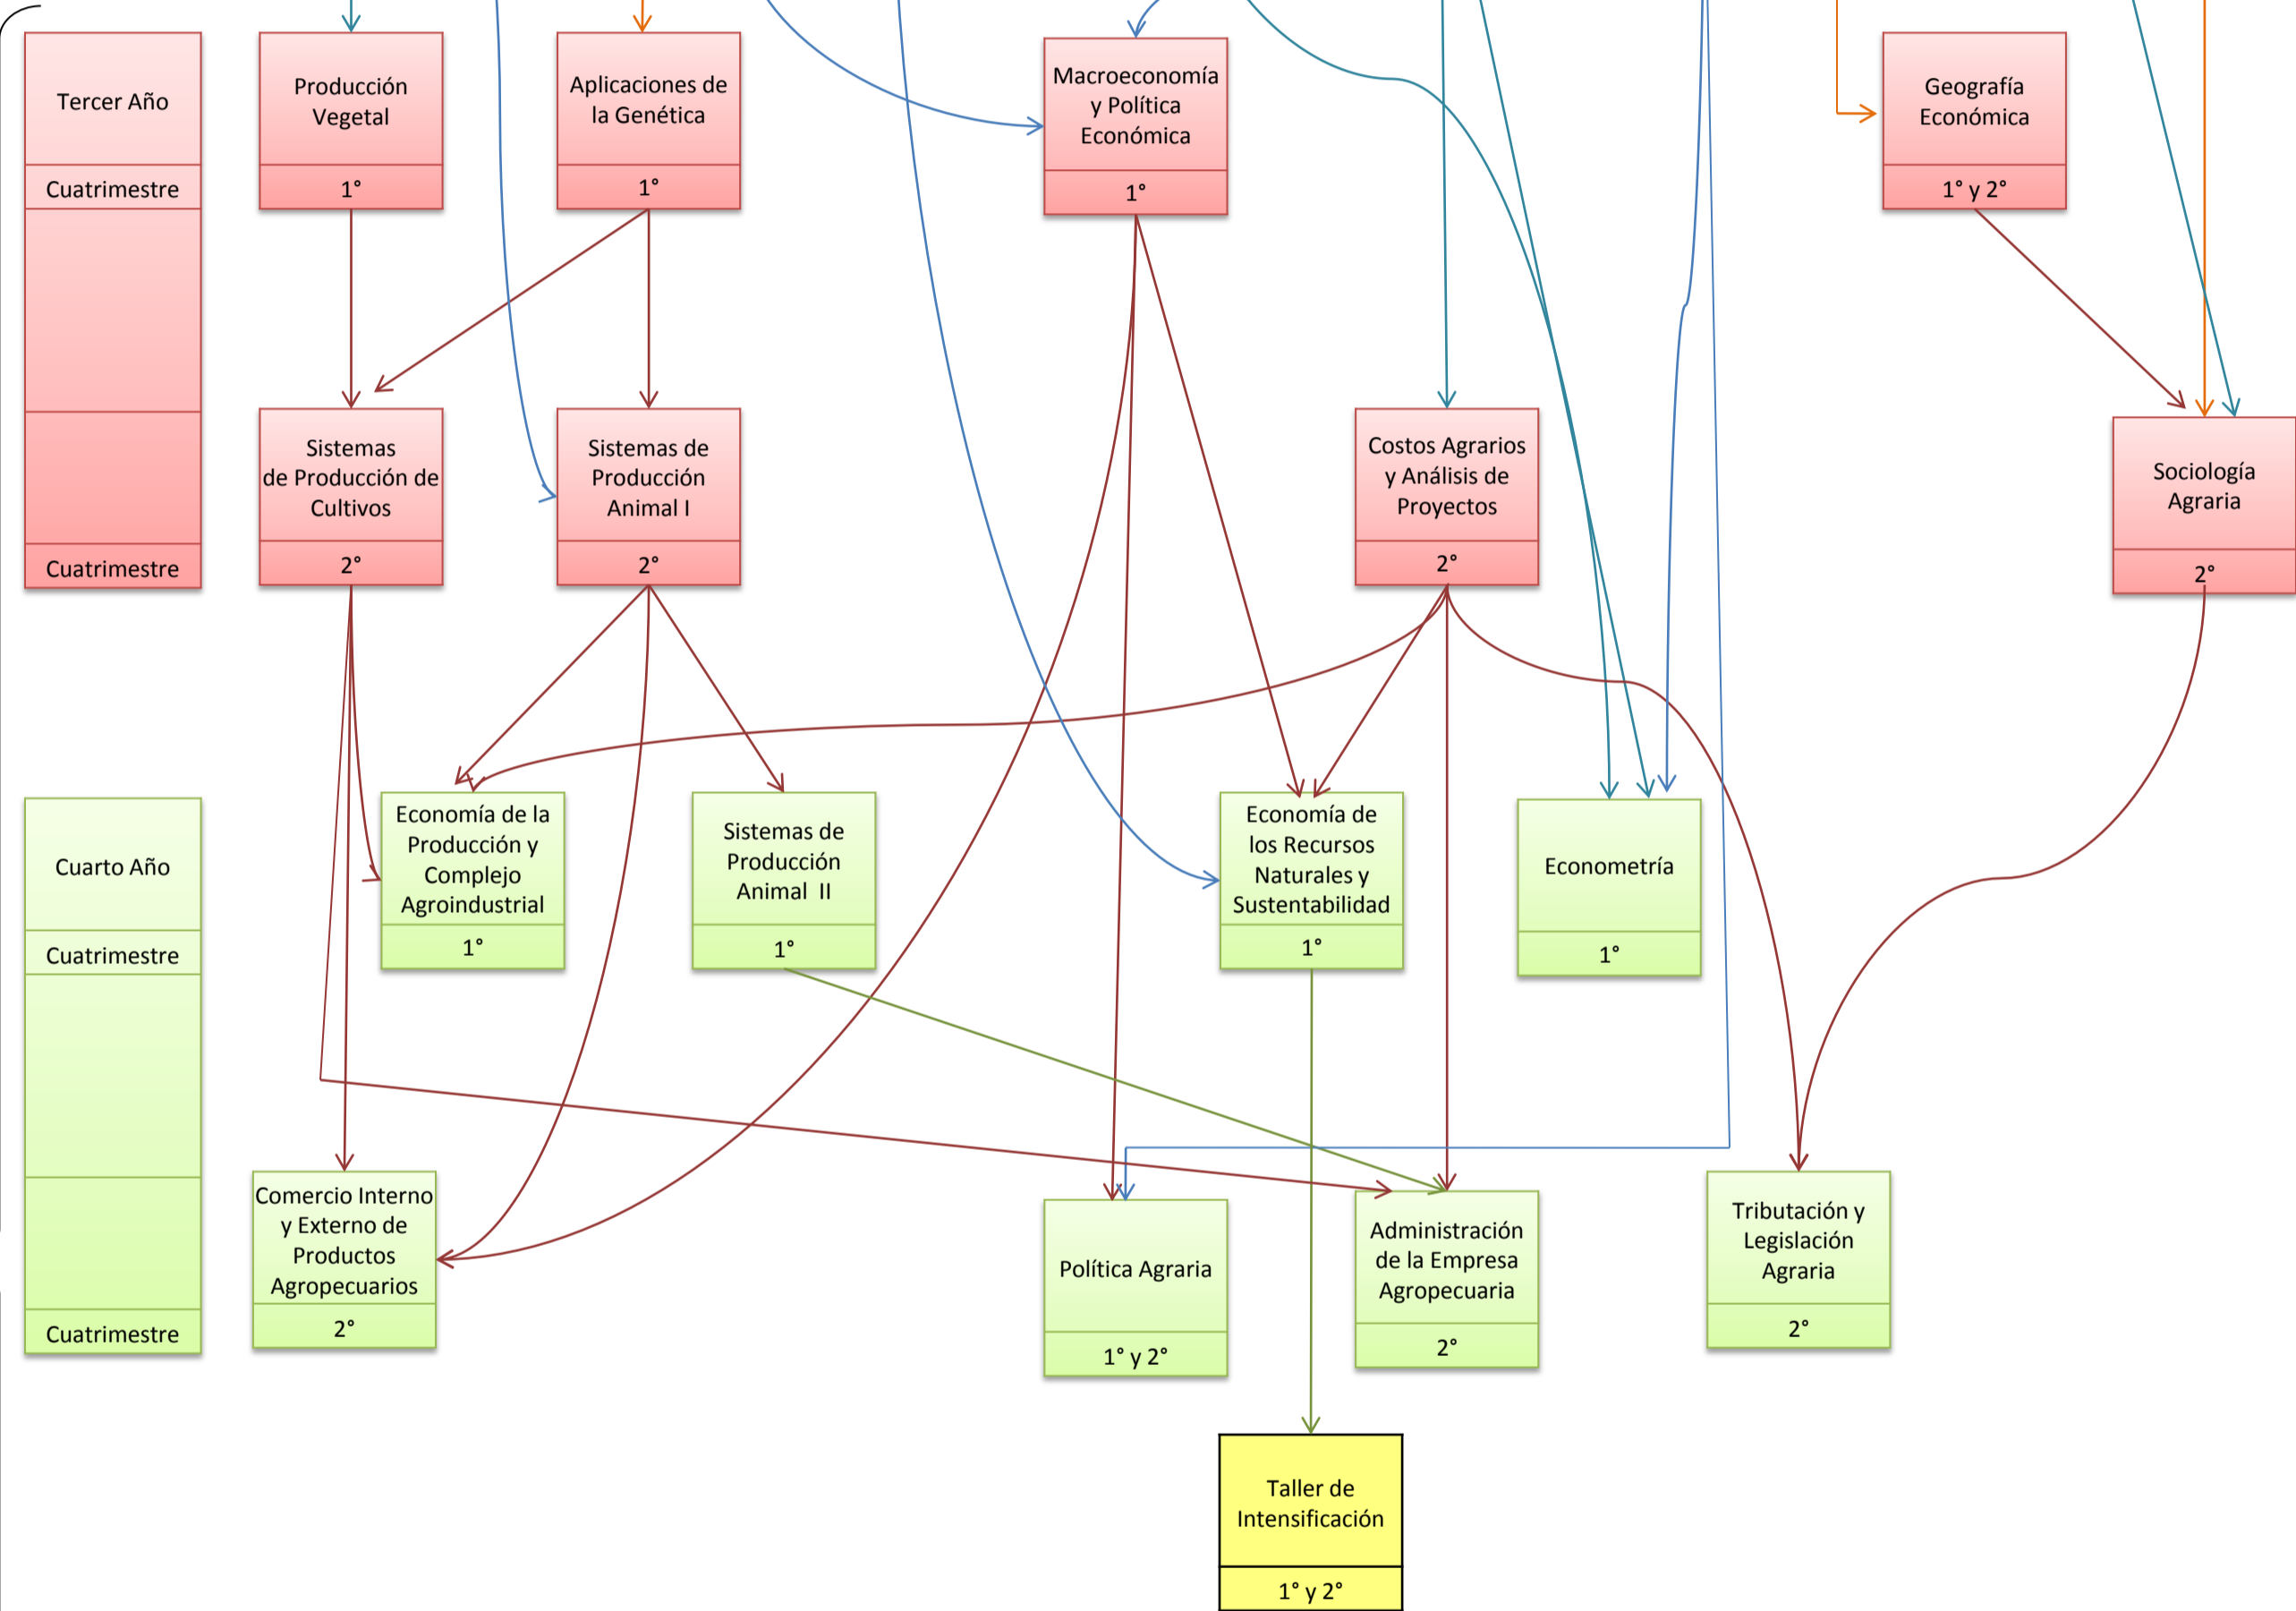 Tercer Año
Cuatrimestre
Producción
Vegetal
1°
Aplicaciones de
la Genética
1°
Macroeconomía
y Política
Económica
1°
Geografía
Económica
1° y 2°
Cuatrimestre
Sistemas
de Producción de
Cultivos
2°
Sistemas de
Producción
Animal I
2°
Costos Agrarios
y Análisis de
Proyectos
2°
Sociología
Agraria
2°
Cuarto Año
Cuatrimestre
Economía de la
Producción y
Complejo
Agroindustrial
1°
Sistemas de
Producción
Animal II
1°
Economía de
los Recursos
Naturales y
Sustentabilidad
1°
Econometría
1°
Cuatrimestre
Comercio Interno
y Externo de
Productos
Agropecuarios
2°
Política Agraria
1° y 2°
Administración
de la Empresa
Agropecuaria
2°
Tributación y
Legislación
Agraria
2°
Taller de
Intensificación
1° y 2°